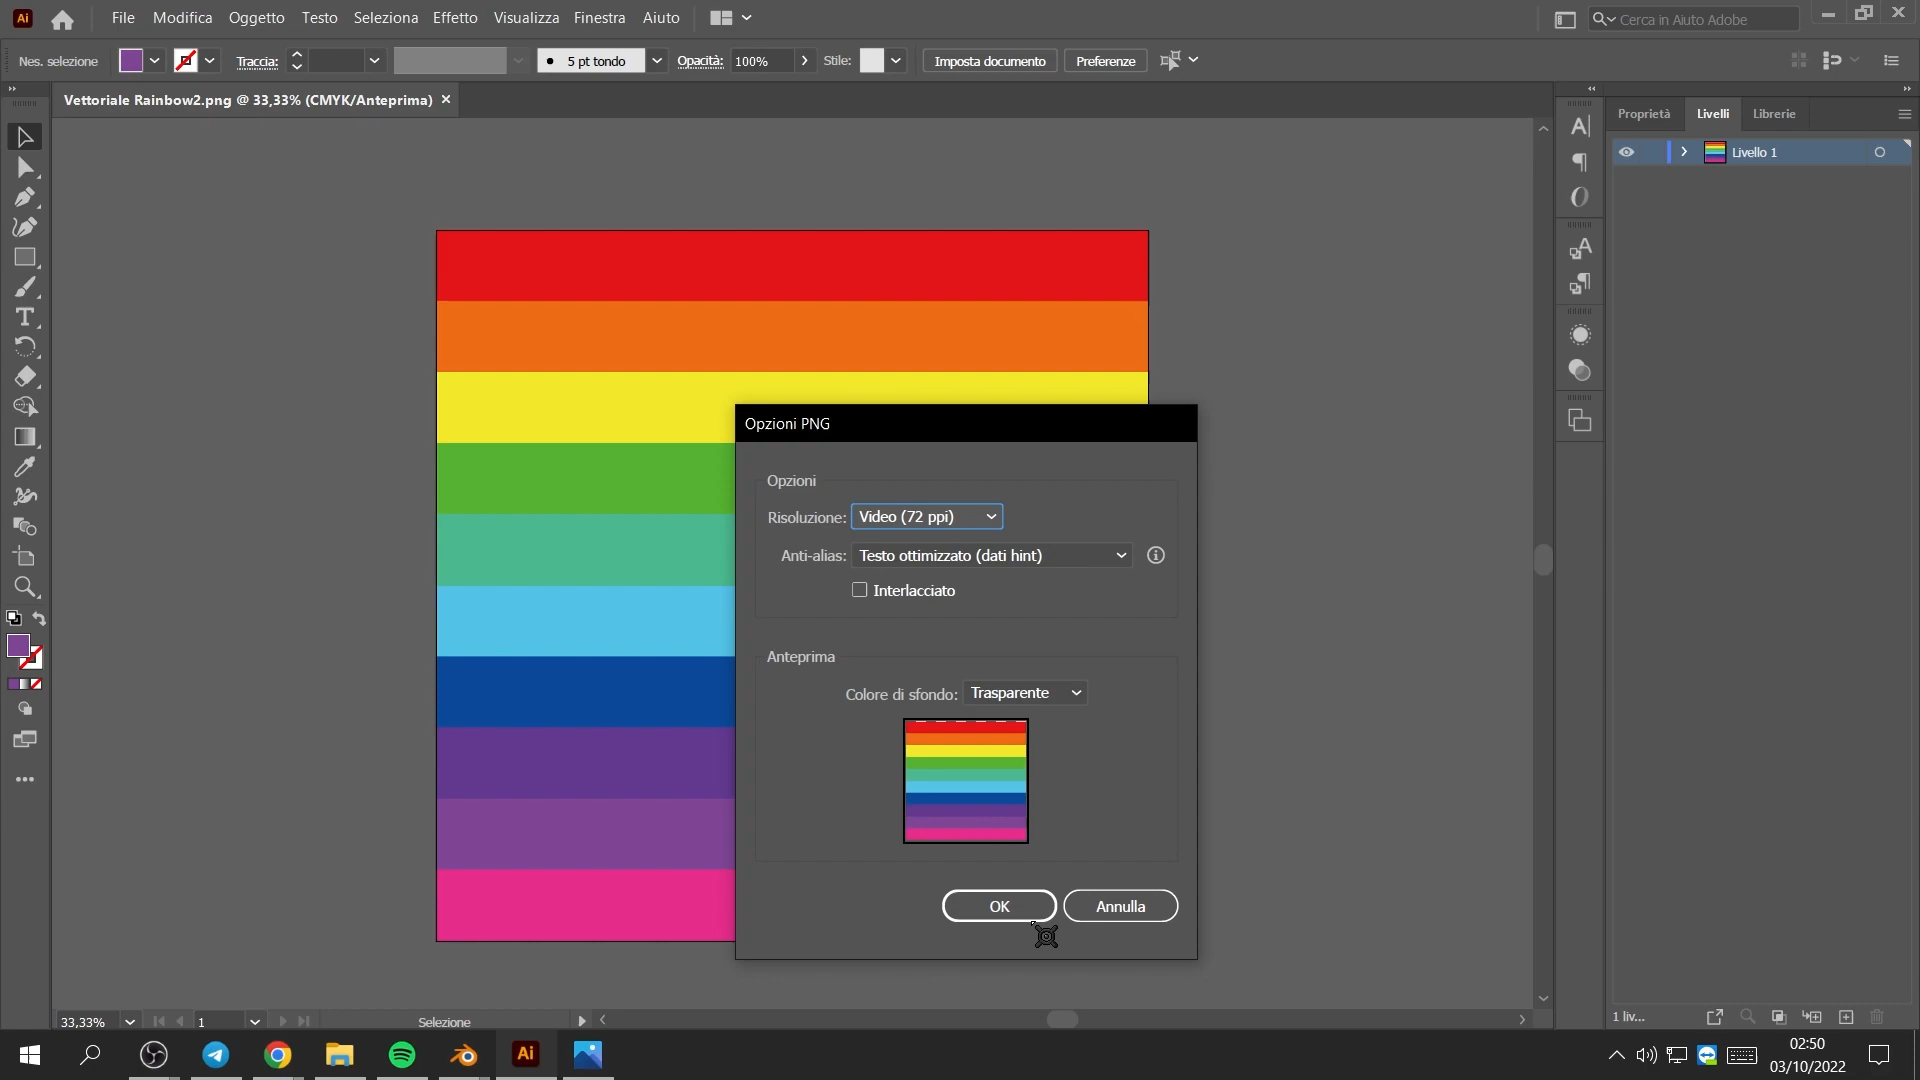 Ai File Modifica Oggetto Testo Seleziona Effetto Visualizza Finestra Aiuto Cerca in Aiuto Adobe
Nes. selezione Traccia: 5 pt tondo Opacità: 100% Stile: Imposta documento Preferenze
Vettoriale Rainbow2.png @ 33,33% (CMYK/Anteprima)
Proprietà Livelli Librerie
Livello 1
Opzioni PNG
Opzioni
Risoluzione: Video (72 ppi)
Anti-alias: Testo ottimizzato (dati hint)
Interlacciato
Anteprima
Colore di sfondo: Trasparente
OK Annulla
33,33% 1 Selezione
1 liv...
Ai
02:50
03/10/2022